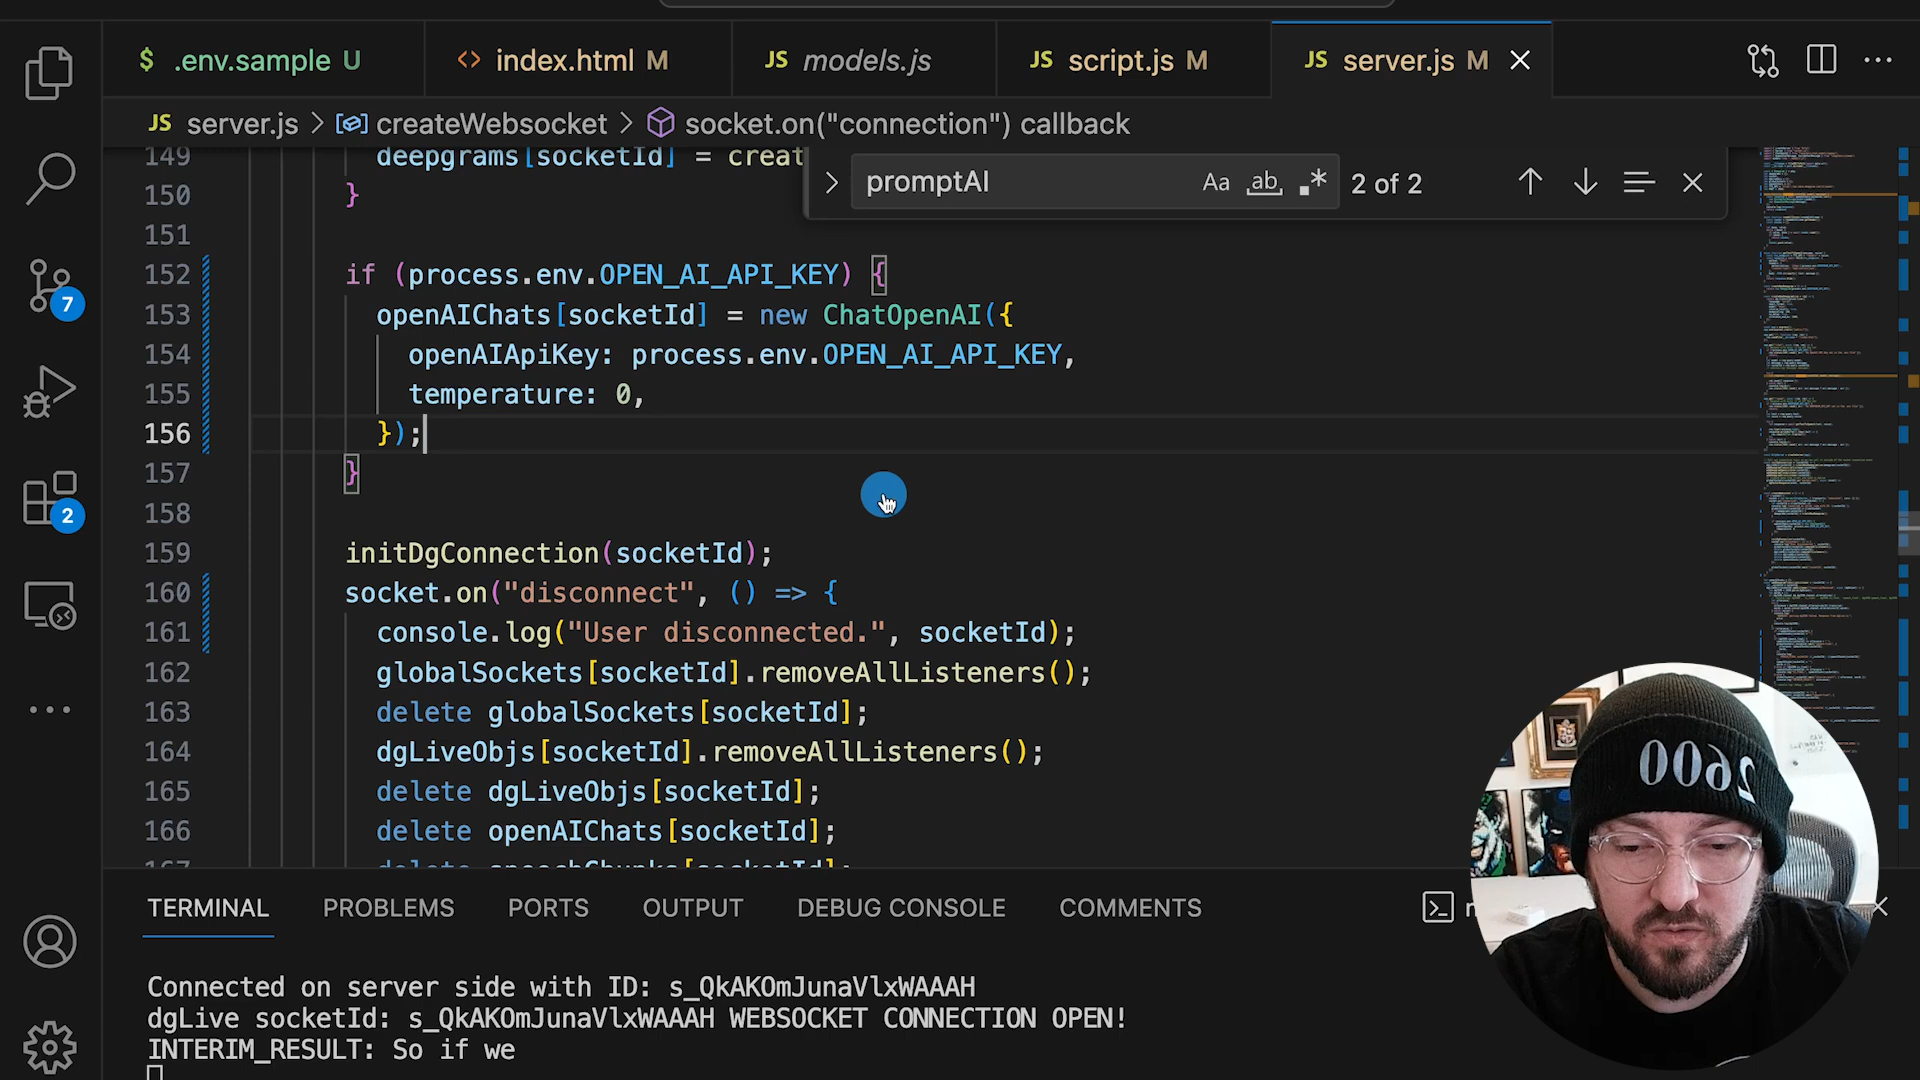 $ .env.sample U
<> index.html M
JS models.js
JS script.js M
JS server.js M
JS server.js > createWebsocket > socket.on("connection") callback
promptAI Aa ab 2 of 2
149 deepgrams[socketId] = creat
150 }
151
152 if (process.env.OPEN_AI_API_KEY) {
153 openAIChats[socketId] = new ChatOpenAI({
154 openAIApiKey: process.env.OPEN_AI_API_KEY,
155 temperature: 0,
156 });
157 }
158
159 initDgConnection(socketId);
160 socket.on("disconnect", () => {
161 console.log("User disconnected.", socketId);
162 globalSockets[socketId].removeAllListeners();
163 delete globalSockets[socketId];
164 dgLiveObjs[socketId].removeAllListeners();
165 delete dgLiveObjs[socketId];
166 delete openAIChats[socketId];
167 delete speechChunks[socketId];
7
2
2600
TERMINAL PROBLEMS PORTS OUTPUT DEBUG CONSOLE COMMENTS
Connected on server side with ID: s_QkAKOmJunaVlxWAAAH
dgLive socketId: s_QkAKOmJunaVlxWAAAH WEBSOCKET CONNECTION OPEN!
INTERIM_RESULT: So if we